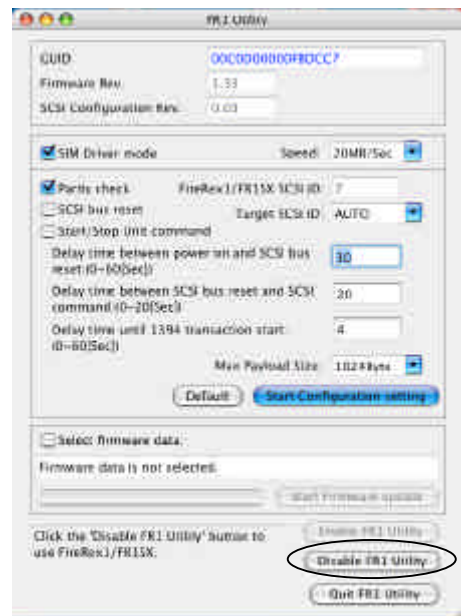 FR1 Utility
GUID 00C0D000000FBDCC7
Firmware Rev. 1.33
SCSI Configuration Rev. 0.03
SIM Driver mode Speed: 20MB/Sec
Parity check FireRex1/FR1SX SCSI ID: 7
SCSI bus reset Target SCSI ID: AUTO
Start/Stop Unit command
Delay time between power on and SCSI bus reset (0-60[Sec]) 30
Delay time between SCSI bus reset and SCSI command (0-20[Sec]) 20
Delay time until 1394 transaction start (0-60[Sec]) 4
Max Payload Size: 1024Byte
Default Start Configuration setting
Select firmware data.
Firmware data is not selected.
Start Firmware update
Click the 'Disable FR1 Utility' button to use FireRex1/FR1SX.
Enable FR1 Utility
Disable FR1 Utility
Quit FR1 Utility